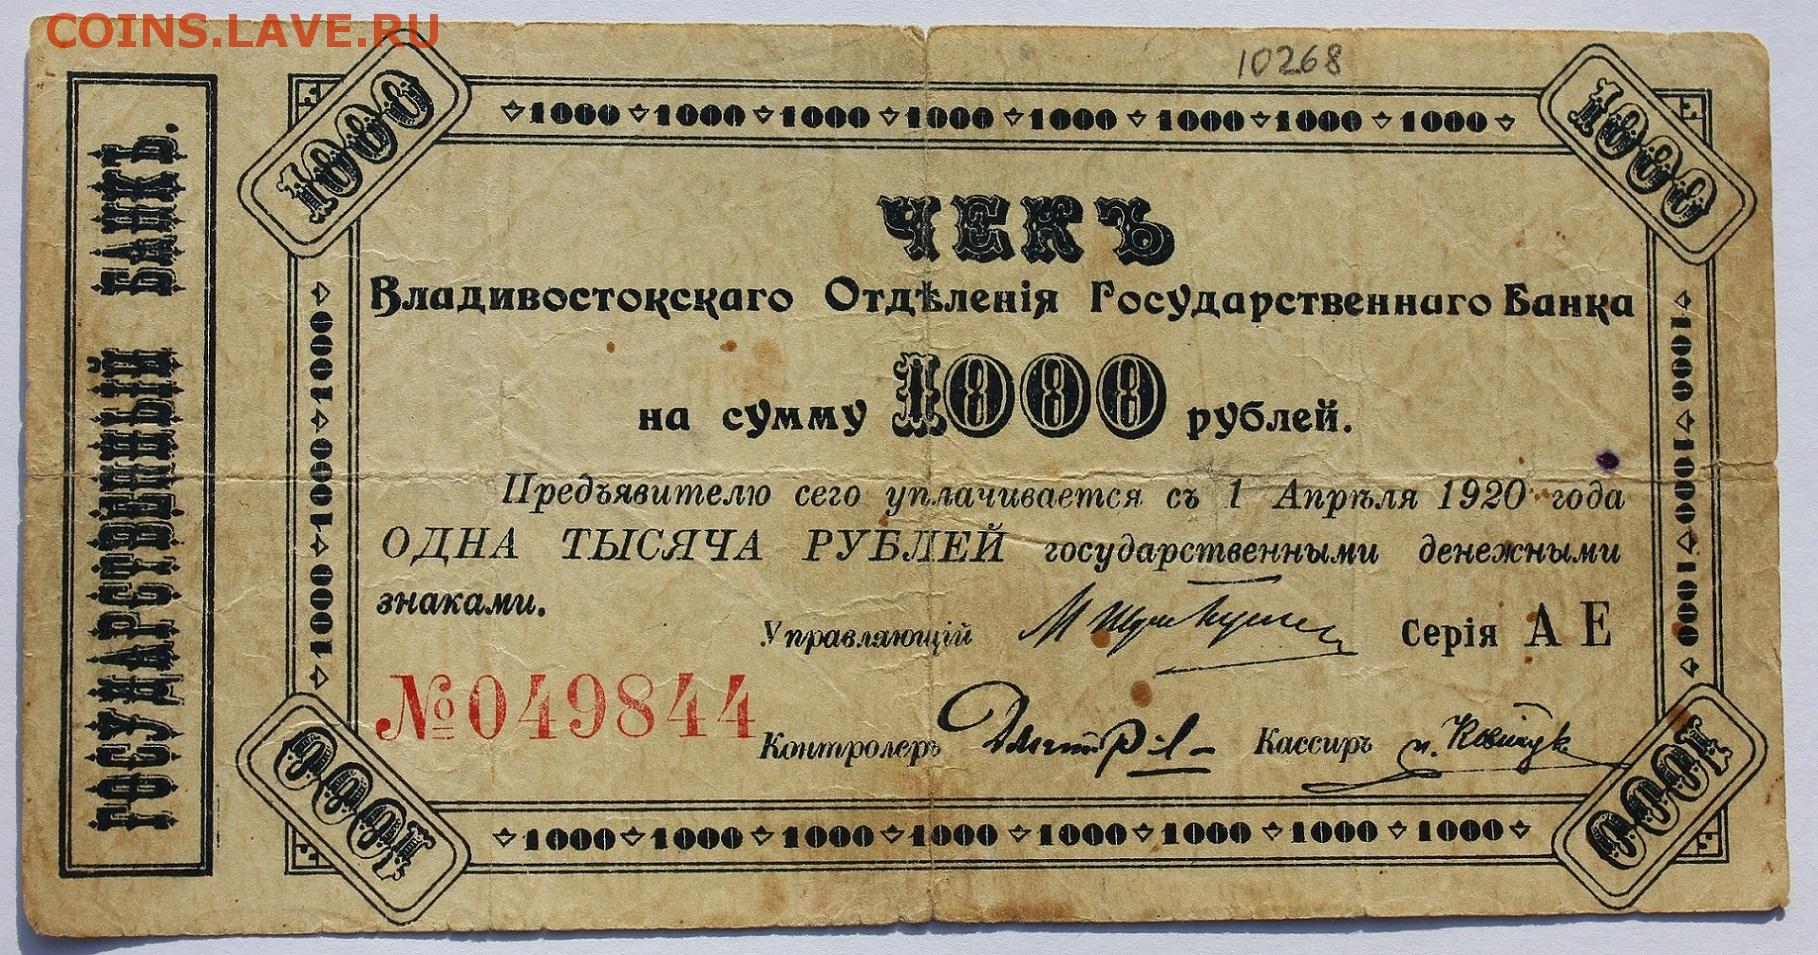 COINS.LAVE.RU
10268
1000 1000
1000 1000 1000 1000 1000 1000 1000 1000
ГОСУДАРСТВЕННЫЙ БАНКЪ.
ЧЕКЪ
Владивостокскаго Отдѣленія Государственнаго Банка
на сумму 1000 рублей.
Предъявителю сего уплачивается съ 1 Апрѣля 1920 года
ОДНА ТЫСЯЧА РУБЛЕЙ государственными денежными
знаками.
Управляющій
Серія А Е
№ 049844
Контролеръ
Кассиръ
1000 1000 1000
1000 1000 1000
1000 1000
1000 1000 1000 1000 1000 1000 1000 1000